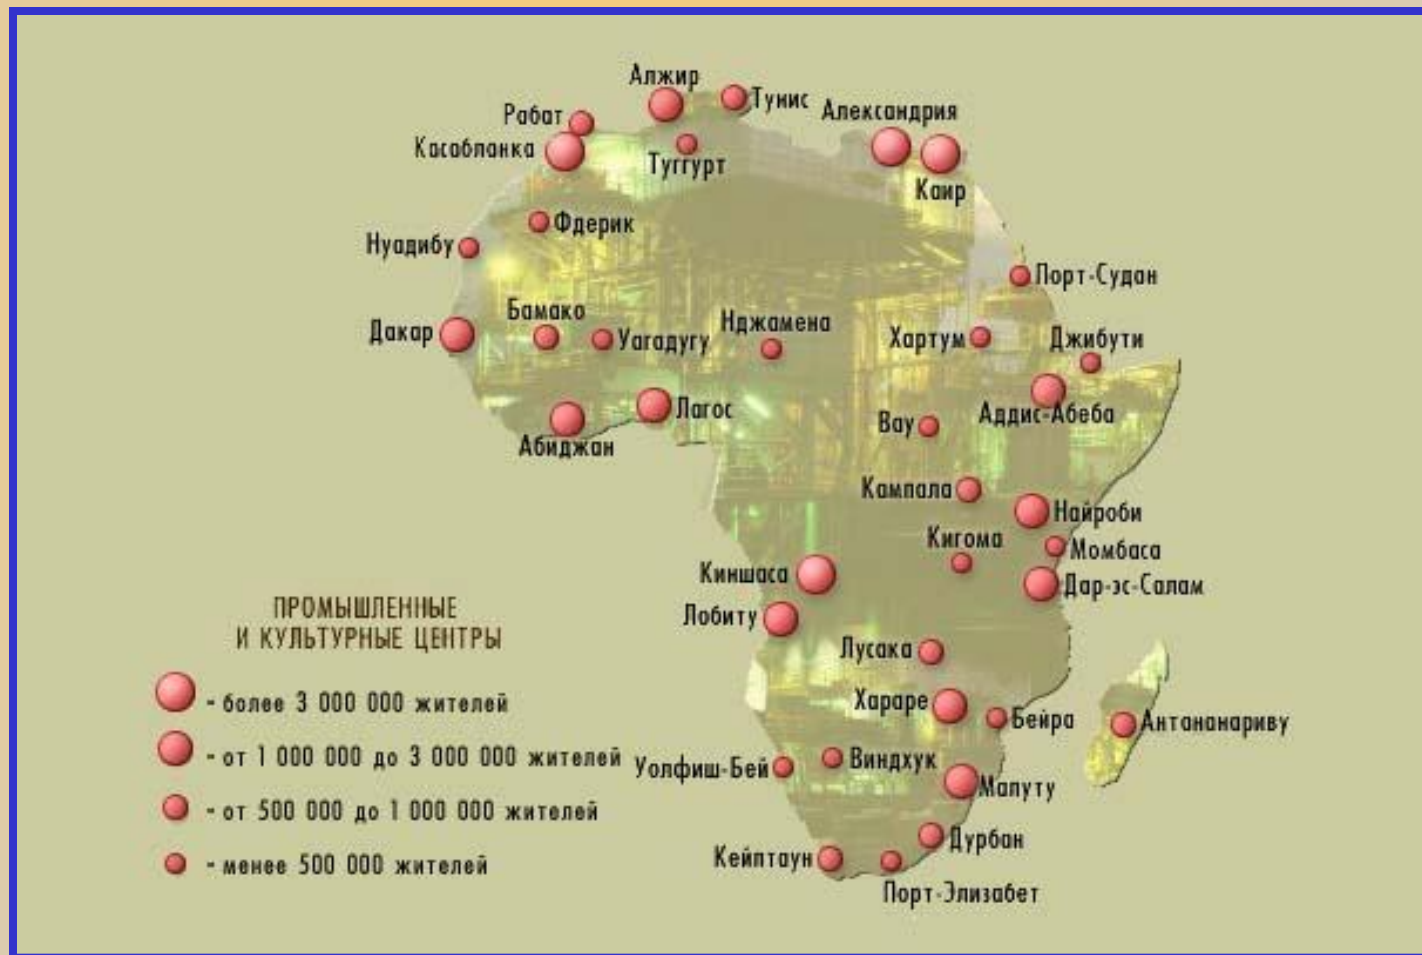 Алжир
Тунис
Александрия
Рабат
Касабланка
Туггурт
Каир
Фдерик
Нуадибу
Порт-Судан
Бамако
Дакар
Уагадугу
Нджамена
Хартум
Джибути
Аддис-Абеба
Лагос
Вау
Абиджан
Кампала
Найроби
Кигома
Момбаса
Киншаса
Дар-эс-Салам
Лобиту
Лусака
Хараре
Бейра
Антананариву
Уолфиш-Бей
Виндхук
Мапуту
Дурбан
Кейптаун
Порт-Элизабет
ПРОМЫШЛЕННЫЕ
И КУЛЬТУРНЫЕ ЦЕНТРЫ
- более 3 000 000 жителей
- от 1 000 000 до 3 000 000 жителей
- от 500 000 до 1 000 000 жителей
- менее 500 000 жителей